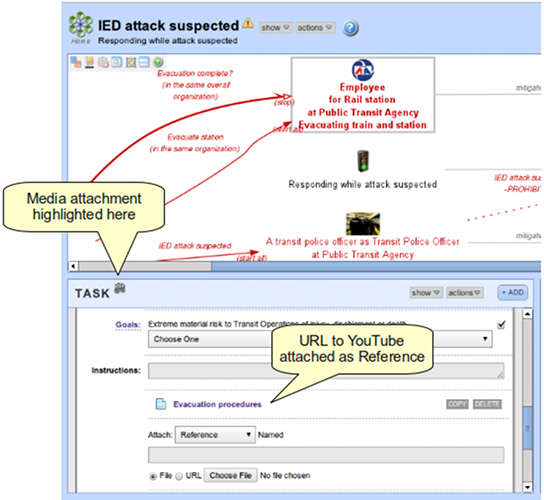 IED attack suspected show actions ?
Home Responding while attack suspected
Evacuation complete?
(in the same overall
organization)
(stop)
Employee
for Rail station
at Public Transit Agency
Evacuating train and station
mitigate
Evacuate station
(in the same organization)
(start all)
Responding while attack suspected
IED attack su
-PROHIBI
Media attachment
highlighted here
IED attack suspected
(start all)
A transit police officer as Transit Police Officer
at Public Transit Agency
mitigate
TASK show actions + ADD
Goals: Extreme material risk to Transit Operations of injury, disablement or death
Choose One
URL to YouTube
attached as Reference
Instructions:
Evacuation procedures COPY DELETE
Attach: Reference Named
File URL Choose File No file chosen